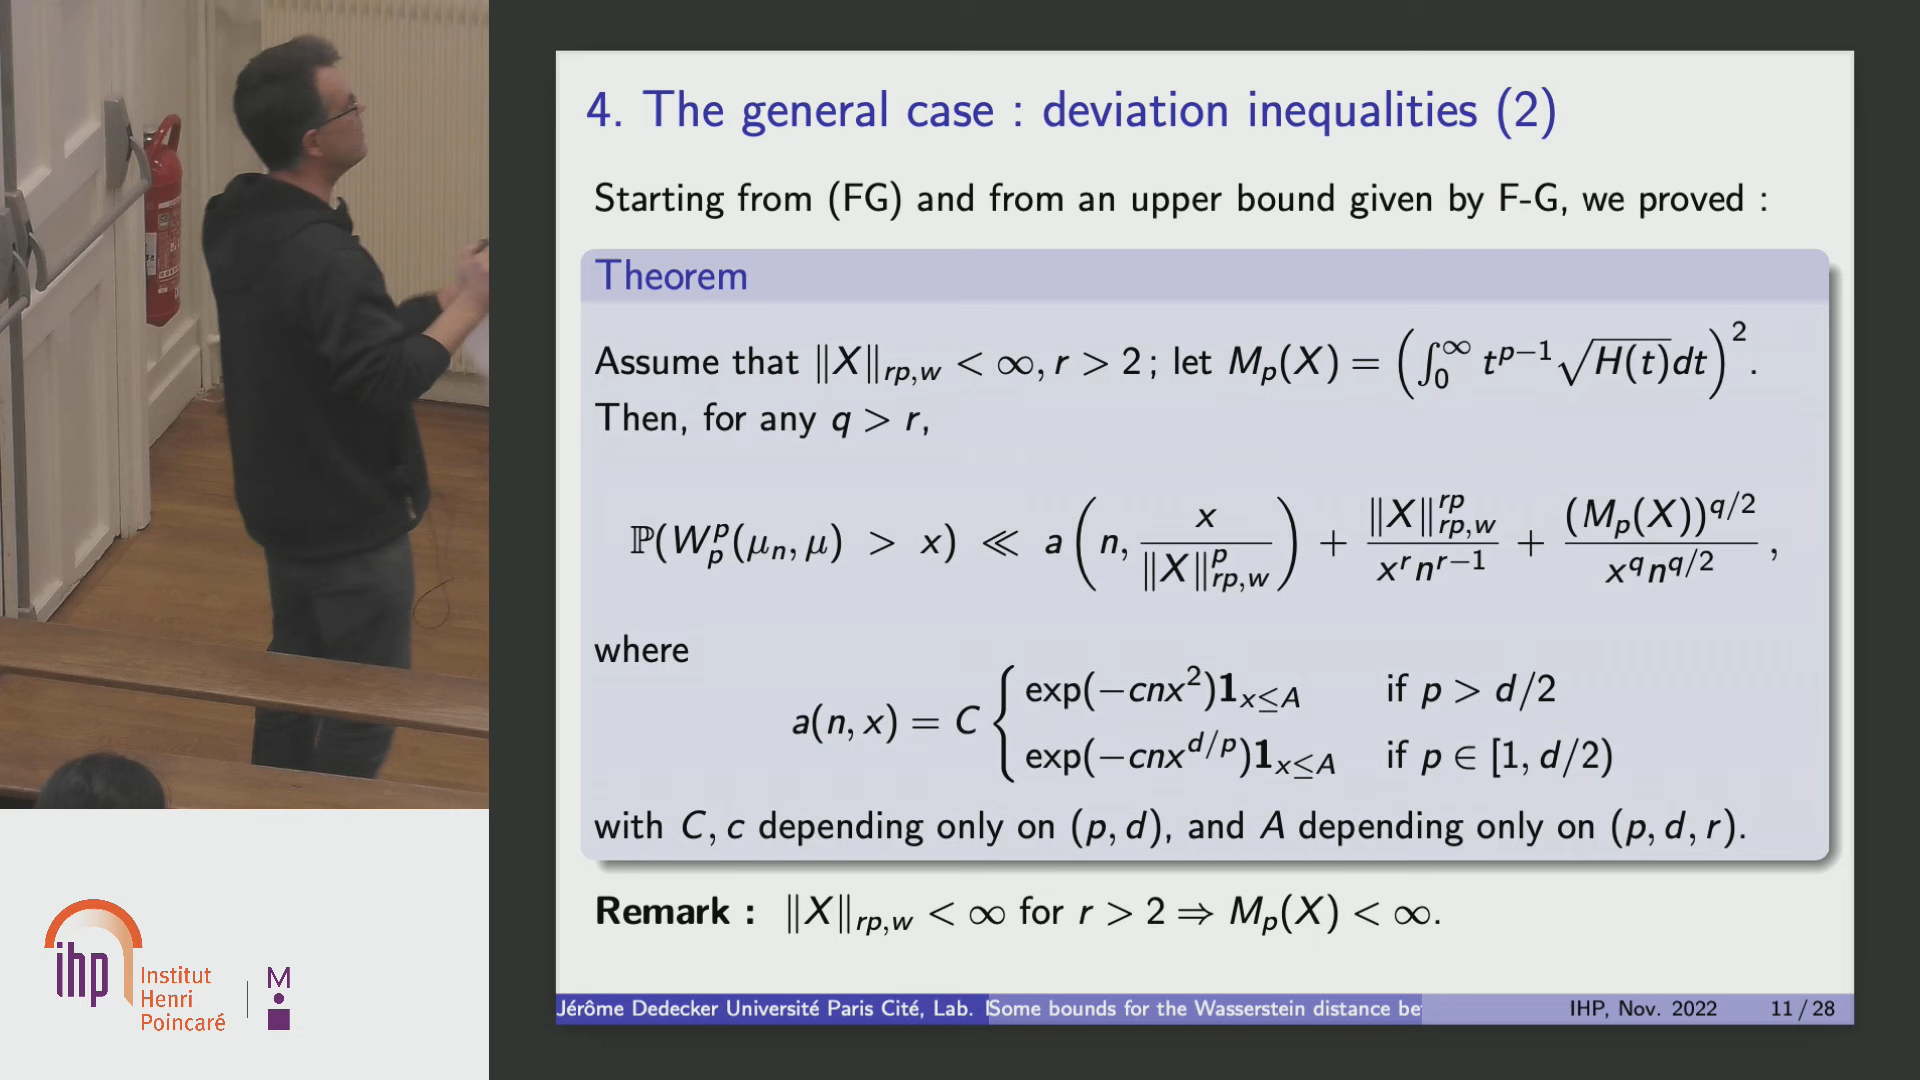 4. The general case : deviation inequalities (2)
Starting from (FG) and from an upper bound given by F-G, we proved :
Theorem
Assume that ‖X‖_{rp,w} < ∞, r > 2 ; let M_p(X) = (∫_0^∞ t^{p−1} √H(t) dt)^2.
Then, for any q > r,
ℙ(W_p^p(μ_n, μ) > x) ≪ a(n, x / ‖X‖_{rp,w}^p) + ‖X‖_{rp,w}^{rp} / (x^r n^{r−1}) + (M_p(X))^{q/2} / (x^q n^{q/2}) ,
where
a(n, x) = C { exp(−cnx^2) 1_{x≤A} if p > d/2
exp(−cnx^{d/p}) 1_{x≤A} if p ∈ [1, d/2)
with C, c depending only on (p, d), and A depending only on (p, d, r).
Remark : ‖X‖_{rp,w} < ∞ for r > 2 ⇒ M_p(X) < ∞.
Jérôme Dedecker Université Paris Cité, Lab. Some bounds for the Wasserstein distance be IHP, Nov. 2022 11 / 28
ihp
Institut
Henri
Poincaré
M